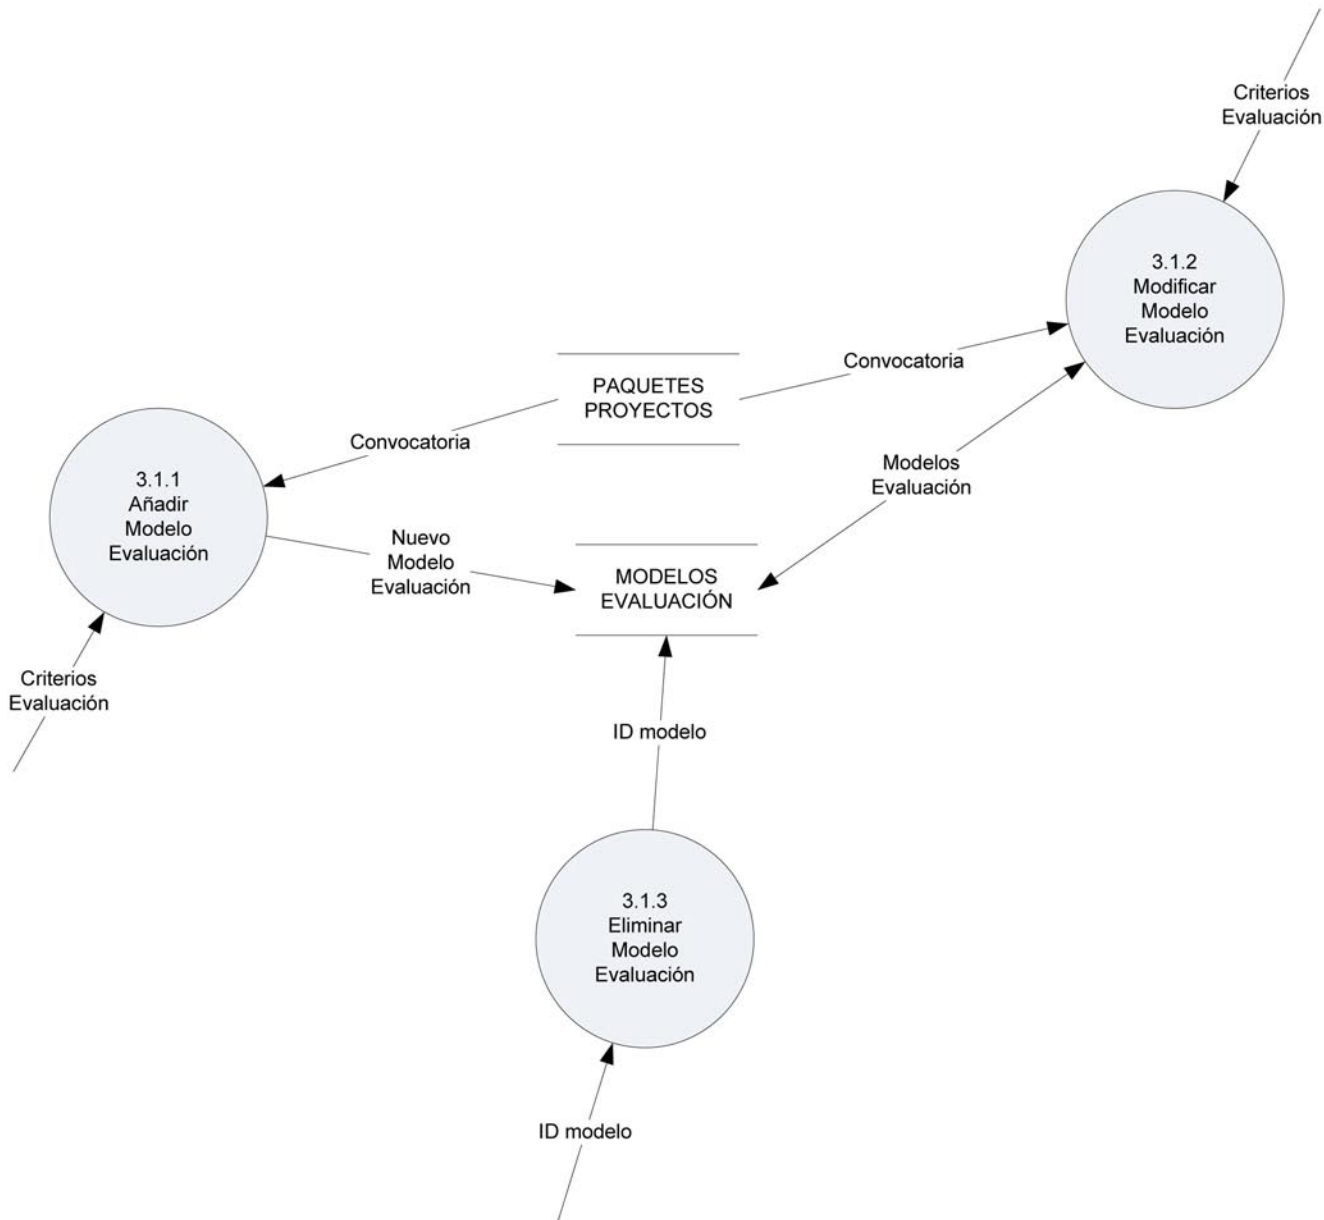 Criterios
Evaluación
3.1.2
Modificar
Modelo
Evaluación
Convocatoria
PAQUETES
PROYECTOS
Convocatoria
Modelos
Evaluación
3.1.1
Añadir
Modelo
Evaluación
Nuevo
Modelo
Evaluación
MODELOS
EVALUACIÓN
Criterios
Evaluación
ID modelo
3.1.3
Eliminar
Modelo
Evaluación
ID modelo